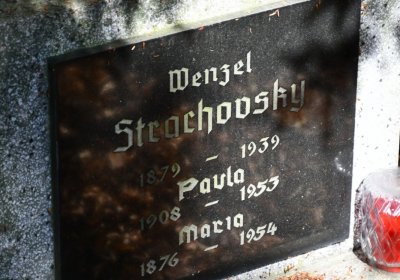 Wenzel
Strachovsky
1879 – 1939
Pavla
1908 – 1953
Maria
1876 – 1954